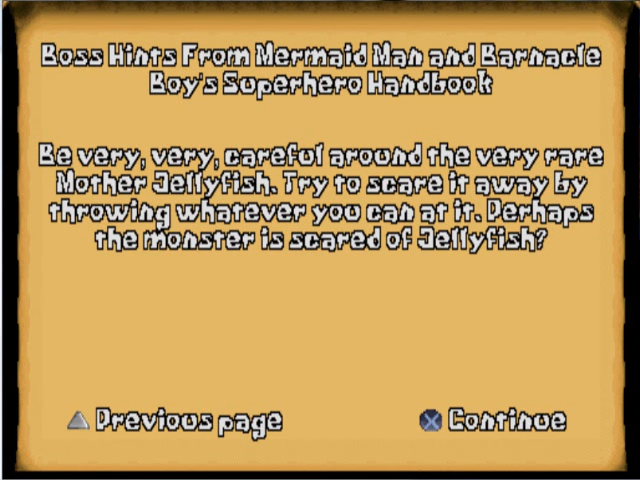 Boss Hints From Mermaid Man and Barnacle
Boy's Superhero Handbook
Be very, very, careful around the very rare
Mother Jellyfish. Try to scare it away by
throwing whatever you can at it. Perhaps
the monster is scared of Jellyfish?
Previous page
Continue